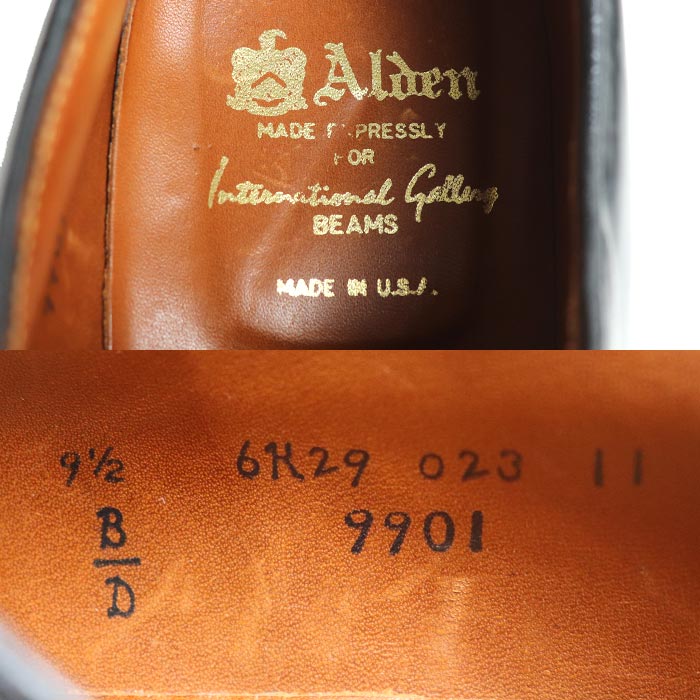 Alden
MADE EXPRESSLY
FOR
International Gallery
BEAMS
MADE IN U.S.A.
9½ 6H29 023 11
B 9901
D